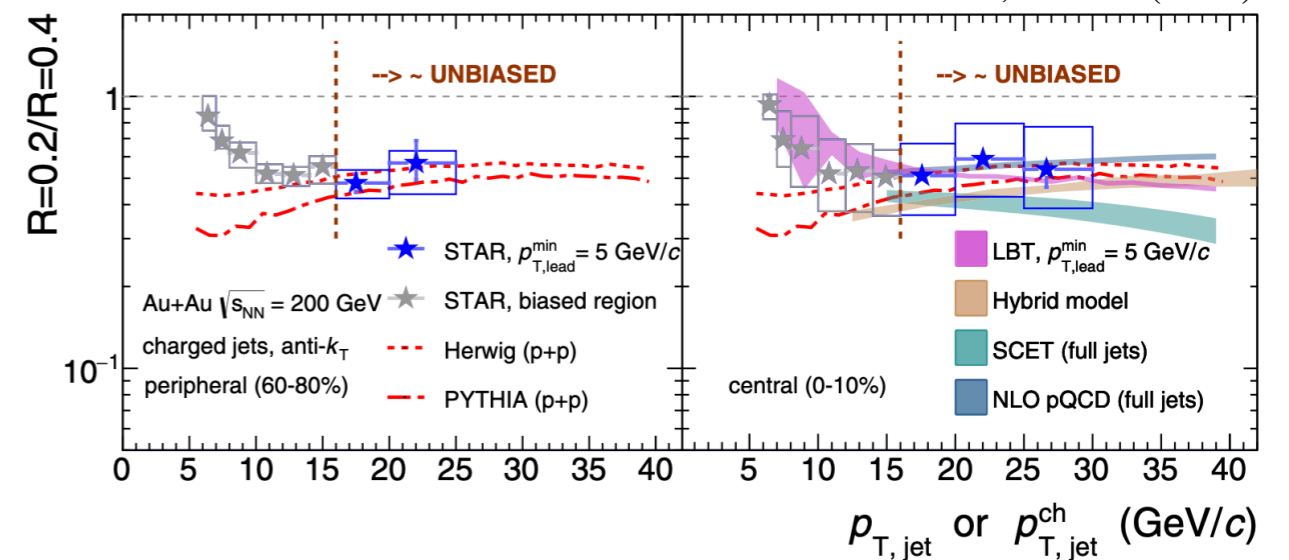 R=0.2/R=0.4
1
10⁻¹
--> ~ UNBIASED
STAR, p_T,lead^min = 5 GeV/c
STAR, biased region
Herwig (p+p)
PYTHIA (p+p)
Au+Au √s_NN = 200 GeV
charged jets, anti-k_T
peripheral (60-80%)
0 5 10 15 20 25 30 35 40
--> ~ UNBIASED
LBT, p_T,lead^min = 5 GeV/c
Hybrid model
SCET (full jets)
NLO pQCD (full jets)
central (0-10%)
5 10 15 20 25 30 35 40
p_T, jet or p_T, jet^ch (GeV/c)